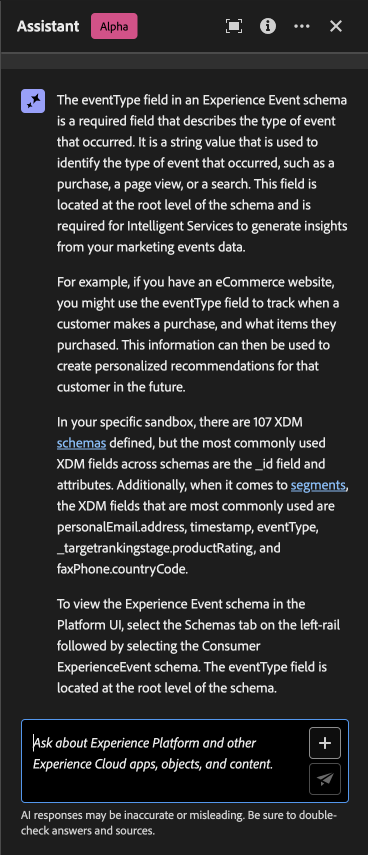 Assistant Alpha
The eventType field in an Experience Event schema
is a required field that describes the type of event
that occurred. It is a string value that is used to
identify the type of event that occurred, such as a
purchase, a page view, or a search. This field is
located at the root level of the schema and is
required for Intelligent Services to generate insights
from your marketing events data.
For example, if you have an eCommerce website,
you might use the eventType field to track when a
customer makes a purchase, and what items they
purchased. This information can then be used to
create personalized recommendations for that
customer in the future.
In your specific sandbox, there are 107 XDM
schemas defined, but the most commonly used
XDM fields across schemas are the _id field and
attributes. Additionally, when it comes to segments,
the XDM fields that are most commonly used are
personalEmail.address, timestamp, eventType,
_targetrankingstage.productRating, and
faxPhone.countryCode.
To view the Experience Event schema in the
Platform UI, select the Schemas tab on the left-rail
followed by selecting the Consumer
ExperienceEvent schema. The eventType field is
located at the root level of the schema.
Ask about Experience Platform and other
Experience Cloud apps, objects, and content.
AI responses may be inaccurate or misleading. Be sure to double-
check answers and sources.